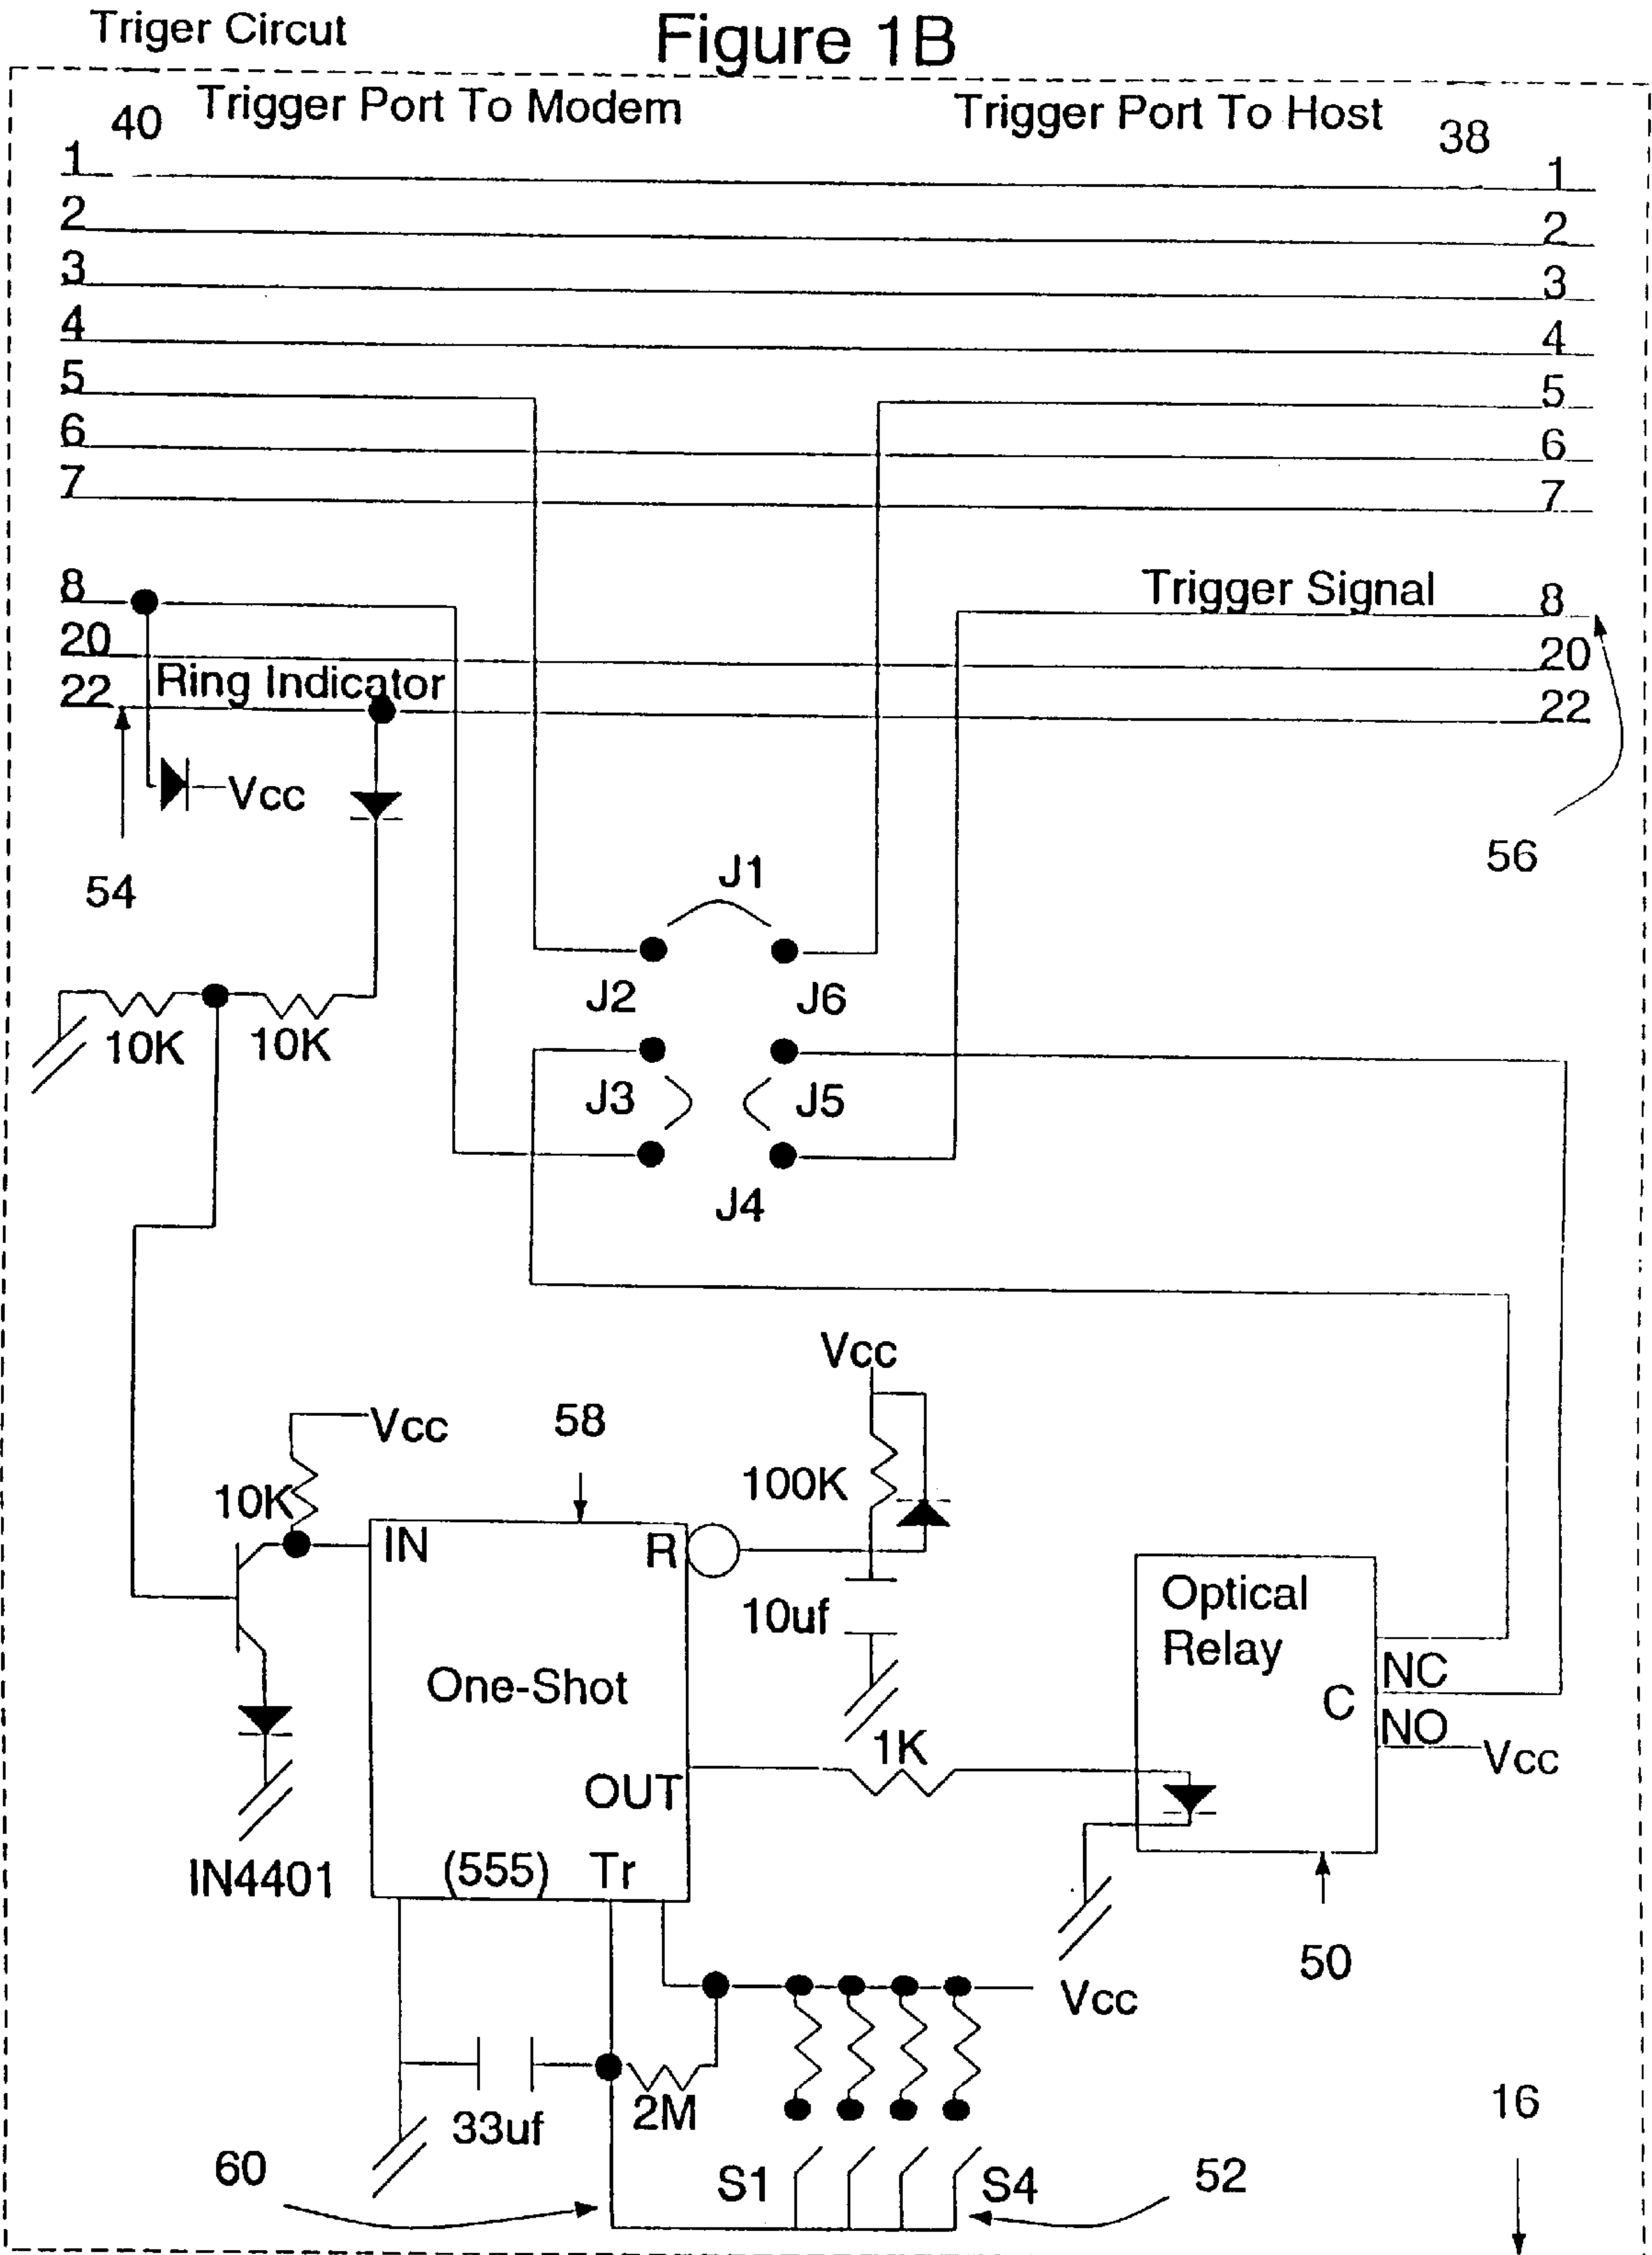 Triger Circut
Figure 1B
40 Trigger Port To Modem
Trigger Port To Host 38
1 1
2 2
3 3
4 4
5 5
6 6
7 7
8 Trigger Signal 8
20 20
22 Ring Indicator 22
Vcc
54
56
J1
J2 J6
10K 10K
J3 J5
J4
Vcc
Vcc
58
10K
100K
IN R
10uf
Optical
Relay
One-Shot
NC
C
NO
1K
Vcc
OUT
IN4401
(555) Tr
50
Vcc
33uf
2M
16
60
S1 S4
52